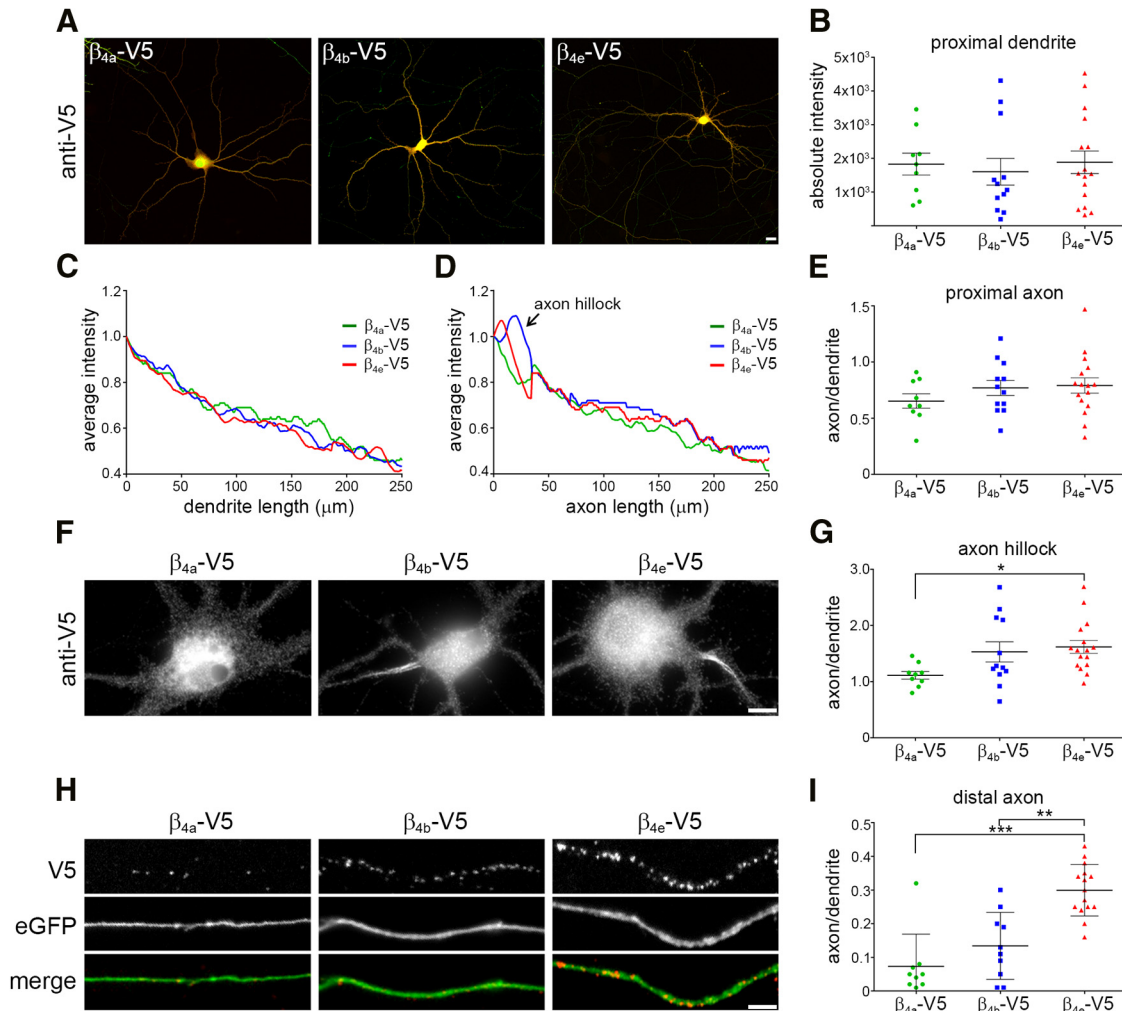 A
β4a-V5
β4b-V5
β4e-V5
anti-V5
B
proximal dendrite
5x10³
4x10³
3x10³
2x10³
1x10³
absolute intensity
β4a-V5 β4b-V5 β4e-V5
C
1.2
1.0
0.8
0.6
0.4
average intensity
β4a-V5
β4b-V5
β4e-V5
0 50 100 150 200 250
dendrite length (μm)
D
1.2
1.0
0.8
0.6
0.4
average intensity
axon hillock
β4a-V5
β4b-V5
β4e-V5
0 50 100 150 200 250
axon length (μm)
E
proximal axon
1.5
1.0
0.5
0
axon/dendrite
β4a-V5 β4b-V5 β4e-V5
F
β4a-V5 β4b-V5 β4e-V5
anti-V5
G
axon hillock
3.0
2.0
1.0
0
axon/dendrite
*
β4a-V5 β4b-V5 β4e-V5
H
β4a-V5 β4b-V5 β4e-V5
V5
eGFP
merge
I
distal axon
0.5
0.4
0.3
0.2
0.1
0
axon/dendrite
**
***
β4a-V5 β4b-V5 β4e-V5